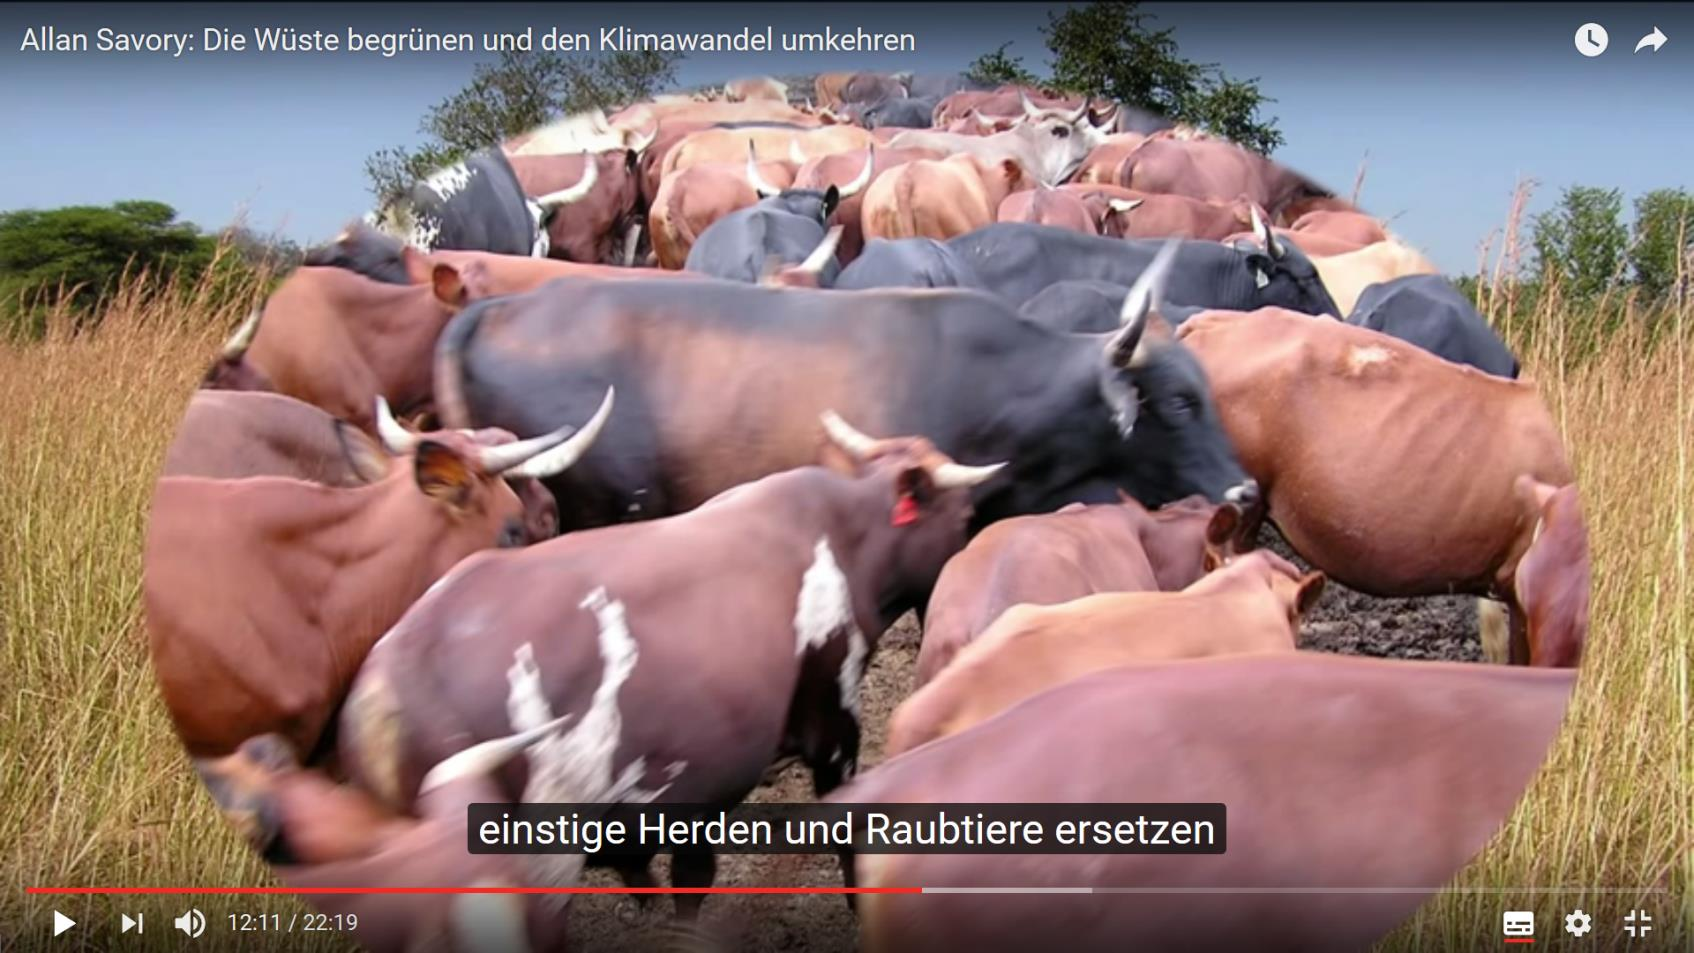 Allan Savory: Die Wüste begrünen und den Klimawandel umkehren
einstige Herden und Raubtiere ersetzen
12:11 / 22:19